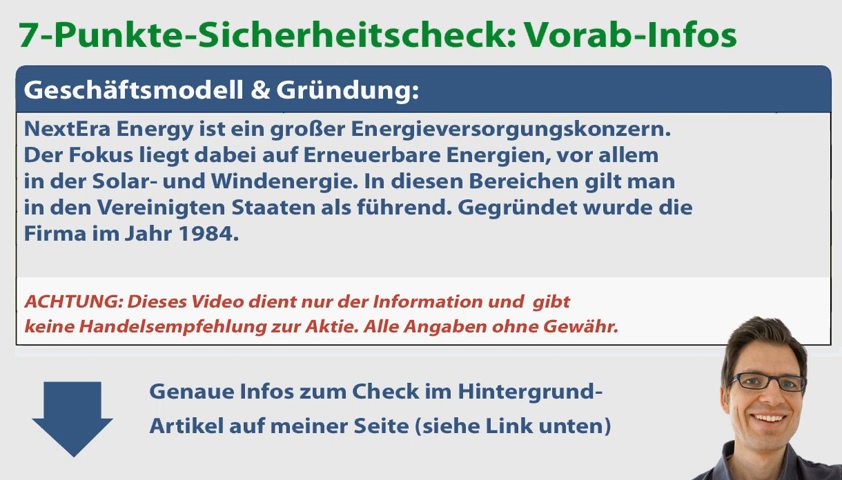 7-Punkte-Sicherheitscheck: Vorab-Infos
Geschäftsmodell & Gründung:
NextEra Energy ist ein großer Energieversorgungskonzern.
Der Fokus liegt dabei auf Erneuerbare Energien, vor allem
in der Solar- und Windenergie. In diesen Bereichen gilt man
in den Vereinigten Staaten als führend. Gegründet wurde die
Firma im Jahr 1984.
ACHTUNG: Dieses Video dient nur der Information und gibt
keine Handelsempfehlung zur Aktie. Alle Angaben ohne Gewähr.
Genaue Infos zum Check im Hintergrund-
Artikel auf meiner Seite (siehe Link unten)